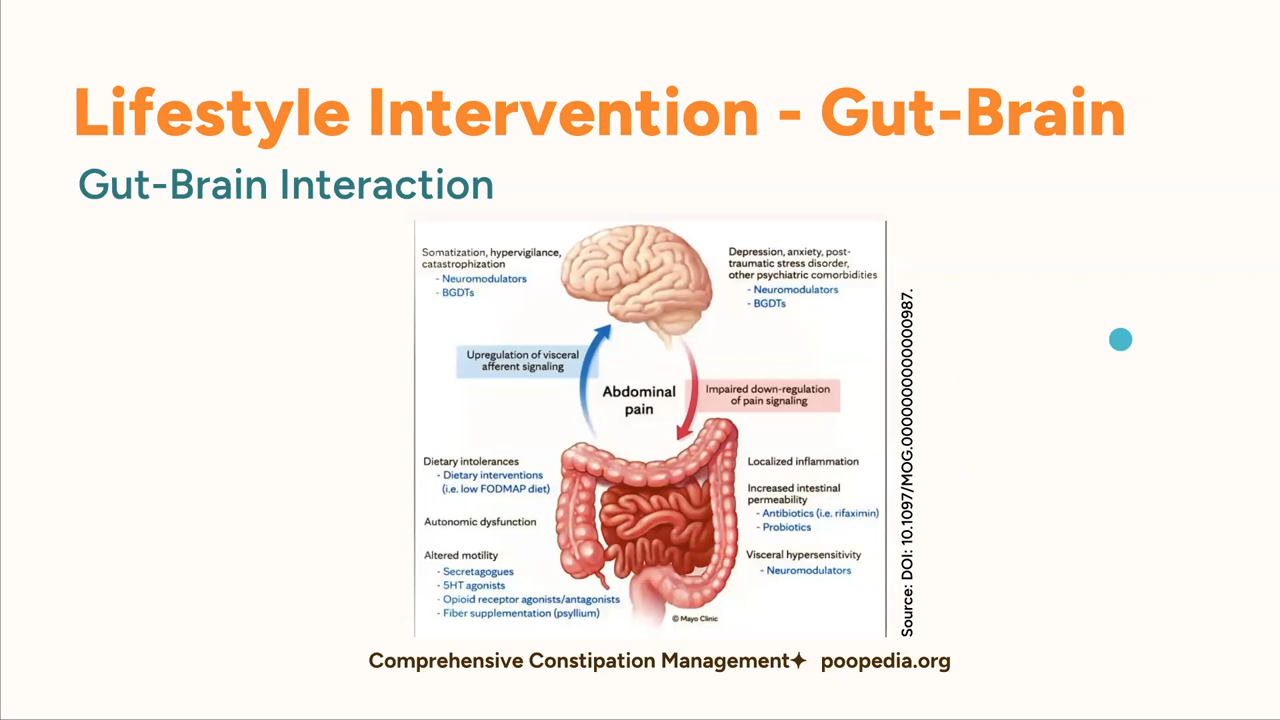 Lifestyle Intervention - Gut-Brain
Gut-Brain Interaction
Somatization, hypervigilance,
catastrophization
- Neuromodulators
- BGDTs
Depression, anxiety, post-
traumatic stress disorder,
other psychiatric comorbidities
- Neuromodulators
- BGDTs
Upregulation of visceral
afferent signaling
Abdominal
pain
Impaired down-regulation
of pain signaling
Dietary intolerances
- Dietary interventions
(i.e. low FODMAP diet)
Autonomic dysfunction
Altered motility
- Secretagogues
- 5HT agonists
- Opioid receptor agonists/antagonists
- Fiber supplementation (psyllium)
Localized inflammation
Increased intestinal
permeability
- Antibiotics (i.e. rifaximin)
- Probiotics
Visceral hypersensitivity
- Neuromodulators
© Mayo Clinic
Source: DOI: 10.1097/MOG.0000000000000987.
Comprehensive Constipation Management✦ poopedia.org